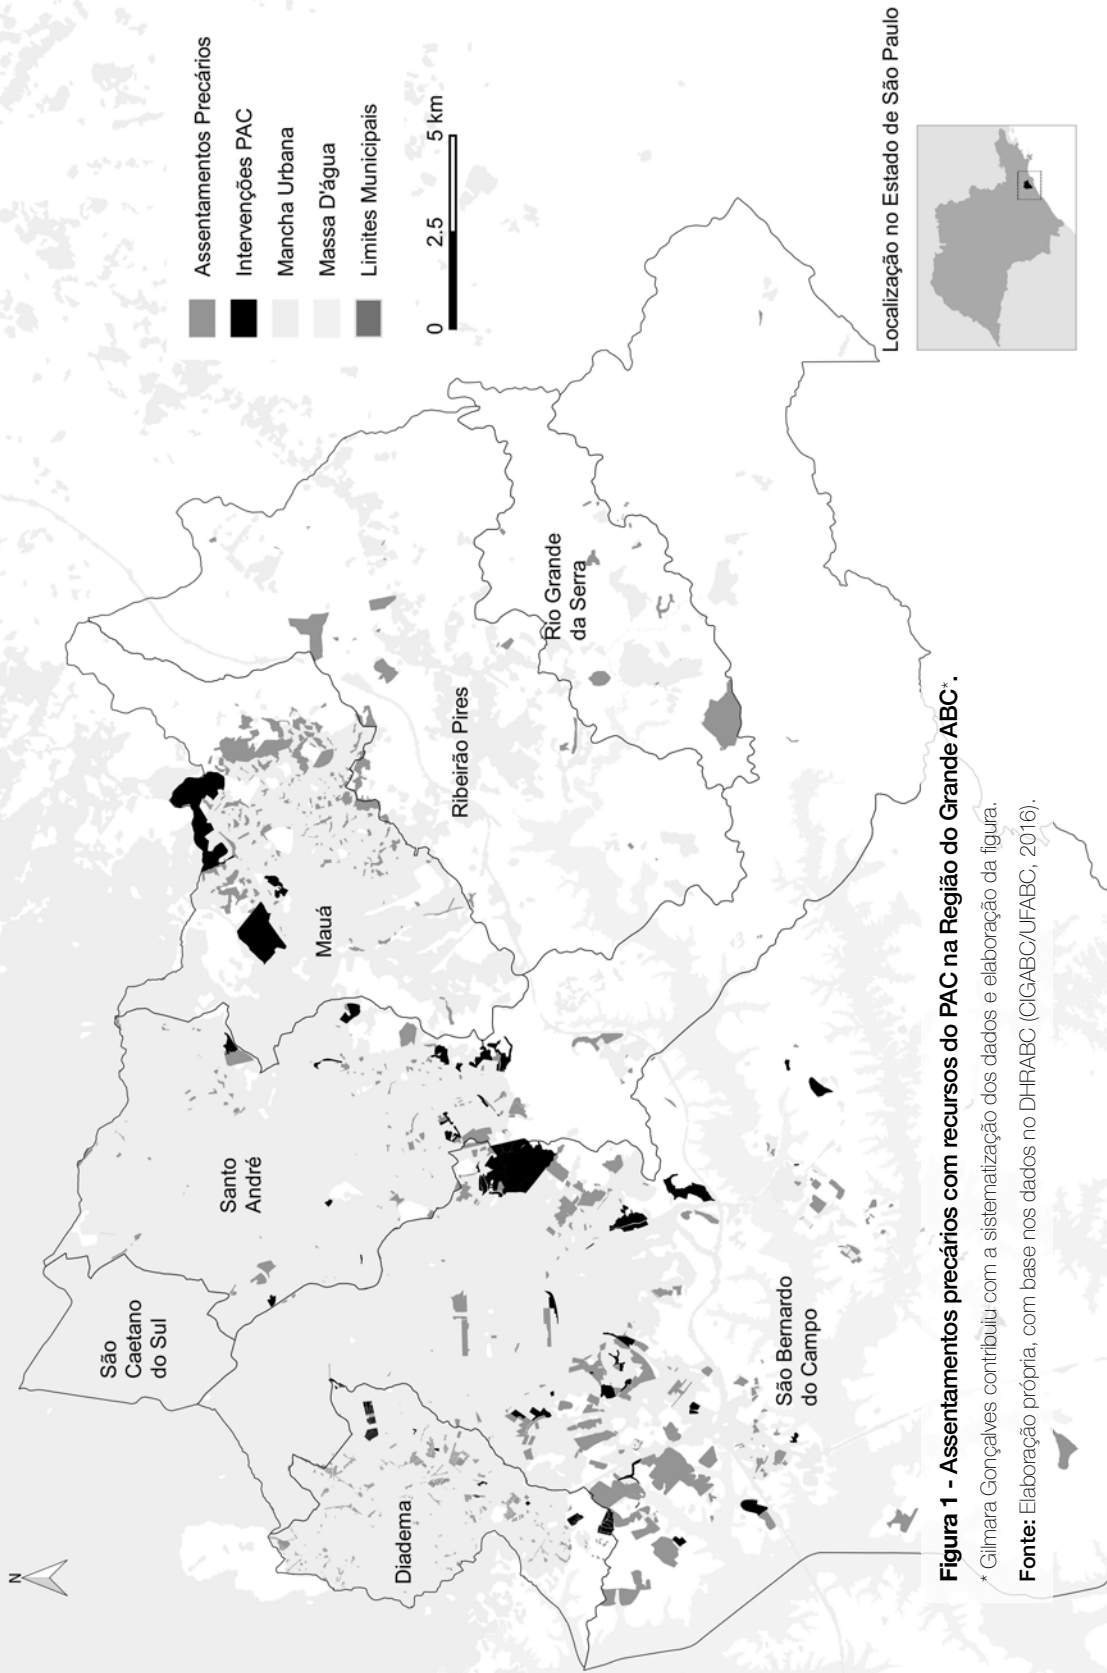 N
Assentamentos Precários
Intervenções PAC
Mancha Urbana
Massa D'água
Limites Municipais
0 2.5 5 km
São
Caetano
do Sul
Santo
André
Mauá
Diadema
Ribeirão Pires
Rio Grande
da Serra
São Bernardo
do Campo
Localização no Estado de São Paulo
Figura 1 - Assentamentos precários com recursos do PAC na Região do Grande ABC*.
* Gilmara Gonçalves contribuiu com a sistematização dos dados e elaboração da figura.
Fonte: Elaboração própria, com base nos dados no DHRABC (CIGABC/UFABC, 2016).